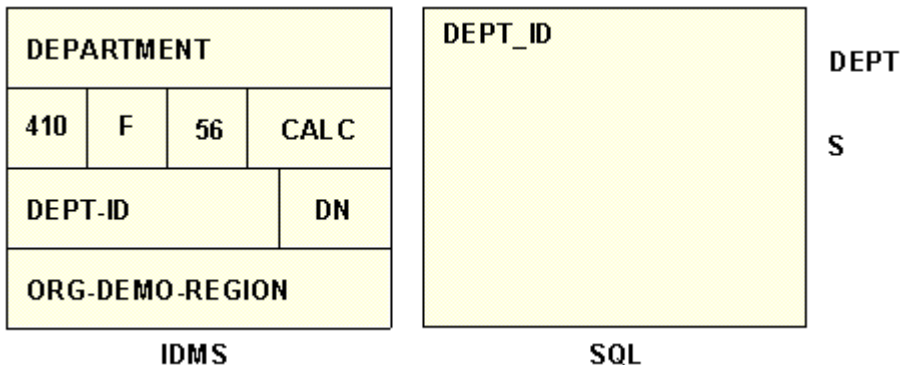 DEPARTMENT
410 F 56 CALC
DEPT-ID DN
ORG-DEMO-REGION
IDMS
DEPT_ID
SQL
DEPT
S